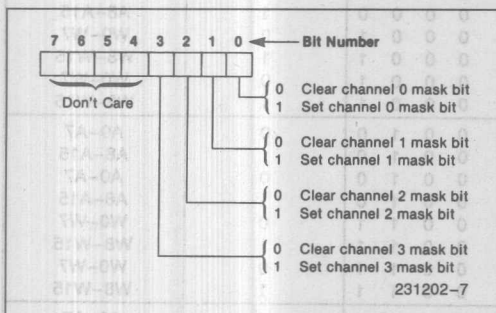 7 6 5 4 3 2 1 0 Bit Number
Don't Care
0 Clear channel 0 mask bit
1 Set channel 0 mask bit
0 Clear channel 1 mask bit
1 Set channel 1 mask bit
0 Clear channel 2 mask bit
1 Set channel 2 mask bit
0 Clear channel 3 mask bit
1 Set channel 3 mask bit
231202–7